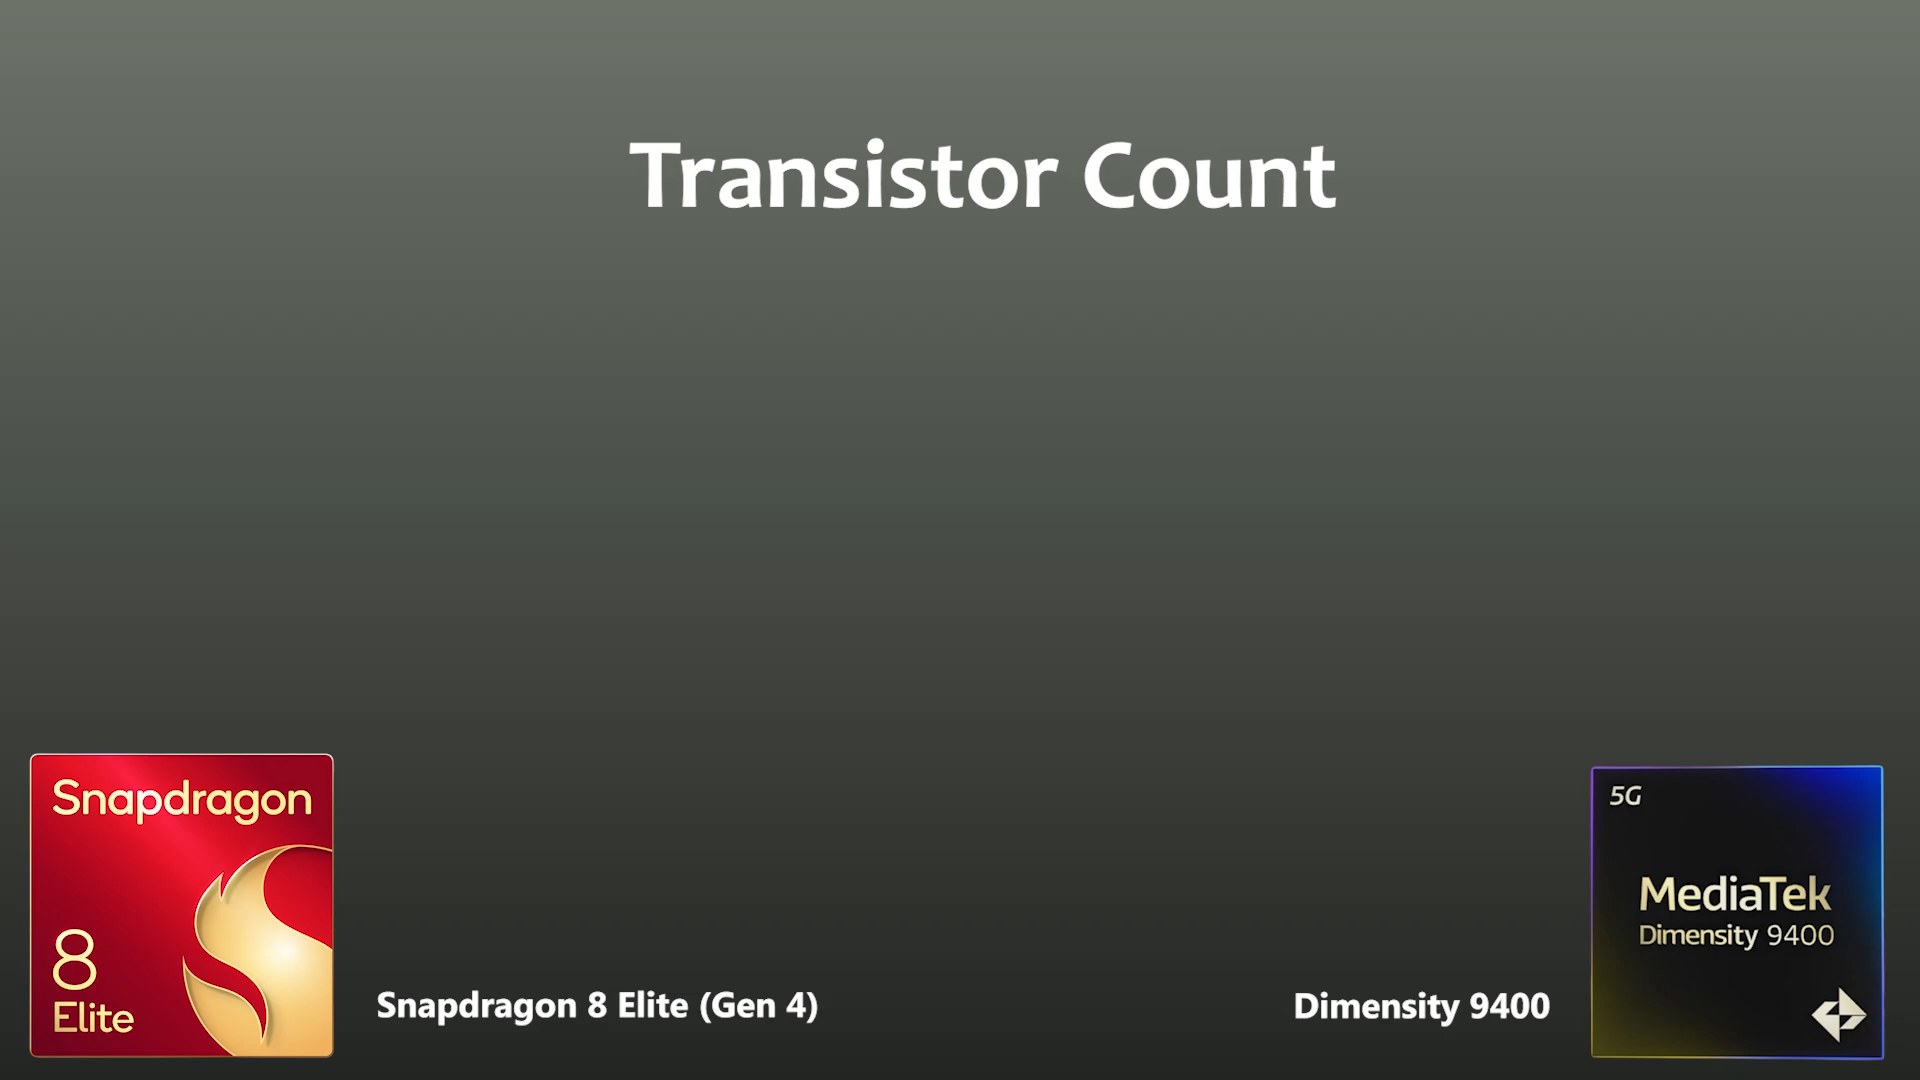 Transistor Count
Snapdragon
8
Elite
Snapdragon 8 Elite (Gen 4)
Dimensity 9400
5G
MediaTek
Dimensity 9400